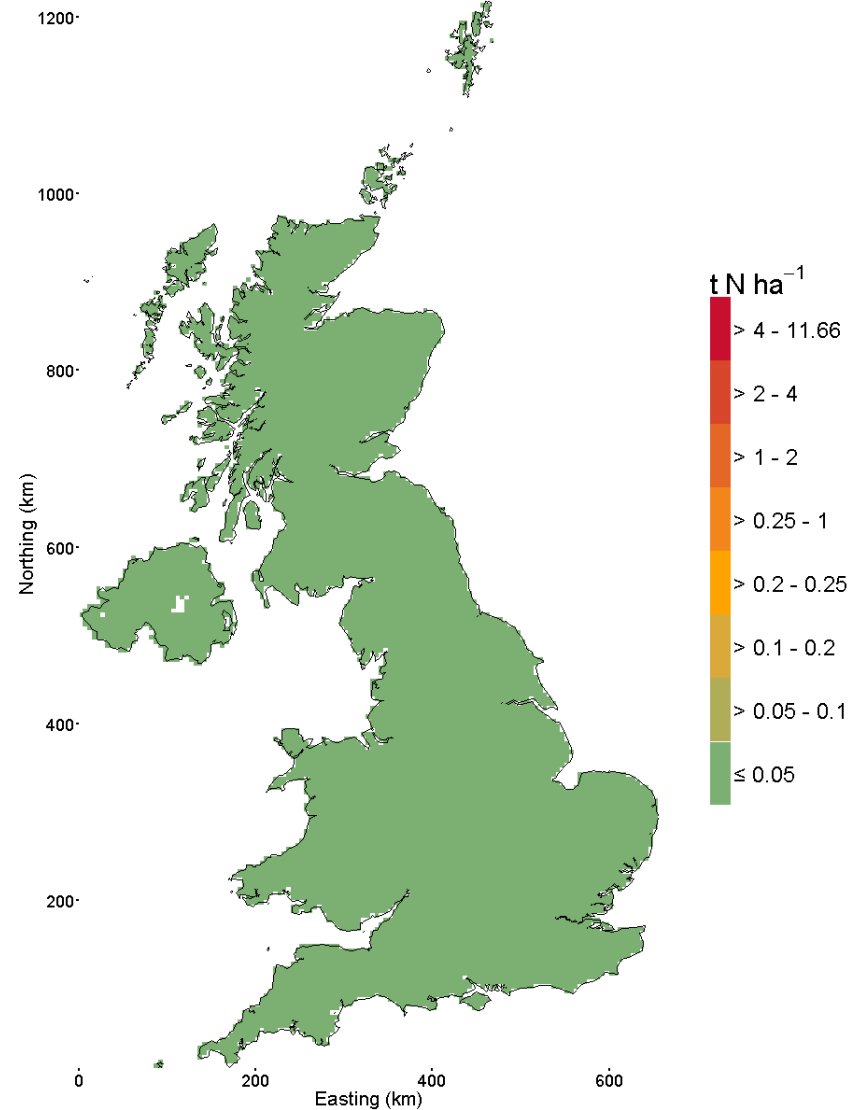 1200
1000
800
600
400
200
Northing (km)
0 200 400 600
Easting (km)
t N ha⁻¹
> 4 - 11.66
> 2 - 4
> 1 - 2
> 0.25 - 1
> 0.2 - 0.25
> 0.1 - 0.2
> 0.05 - 0.1
≤ 0.05